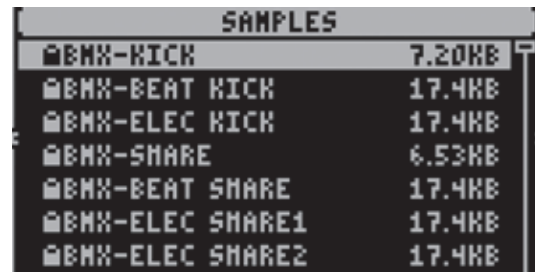 SAMPLES
BMX-KICK 7.20KB
BMX-BEAT KICK 17.4KB
BMX-ELEC KICK 17.4KB
BMX-SNARE 6.53KB
BMX-BEAT SNARE 17.4KB
BMX-ELEC SNARE1 17.4KB
BMX-ELEC SNARE2 17.4KB